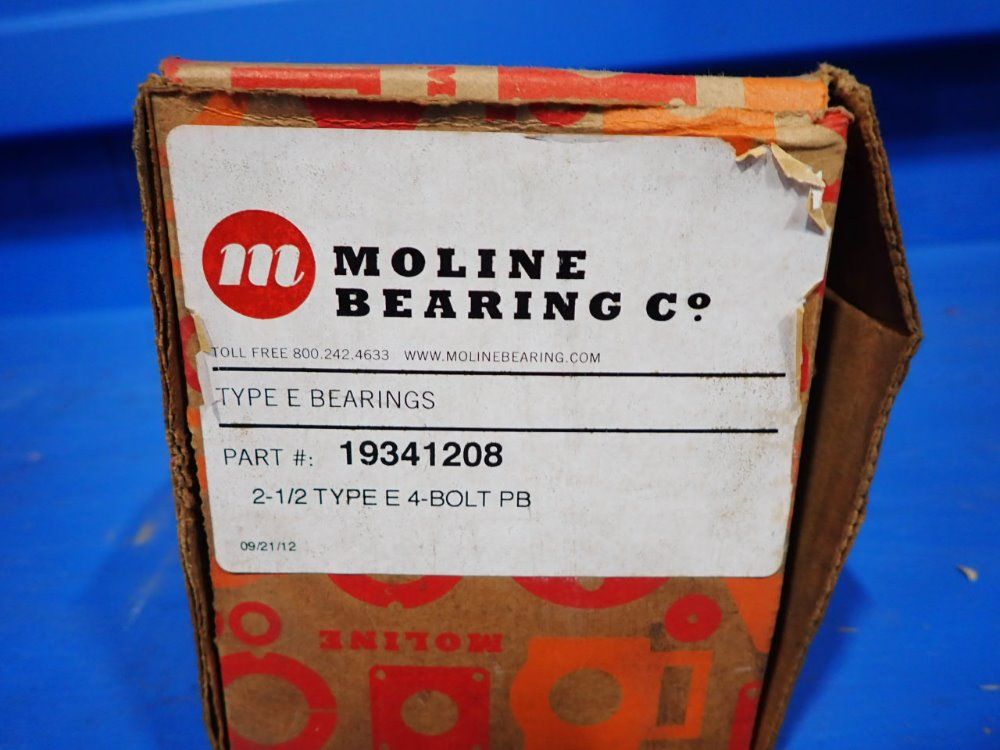 m
MOLINE
BEARING Cº
TOLL FREE 800.242.4633 WWW.MOLINEBEARING.COM
TYPE E BEARINGS
PART #: 19341208
2-1/2 TYPE E 4-BOLT PB
09/21/12
MOLINE